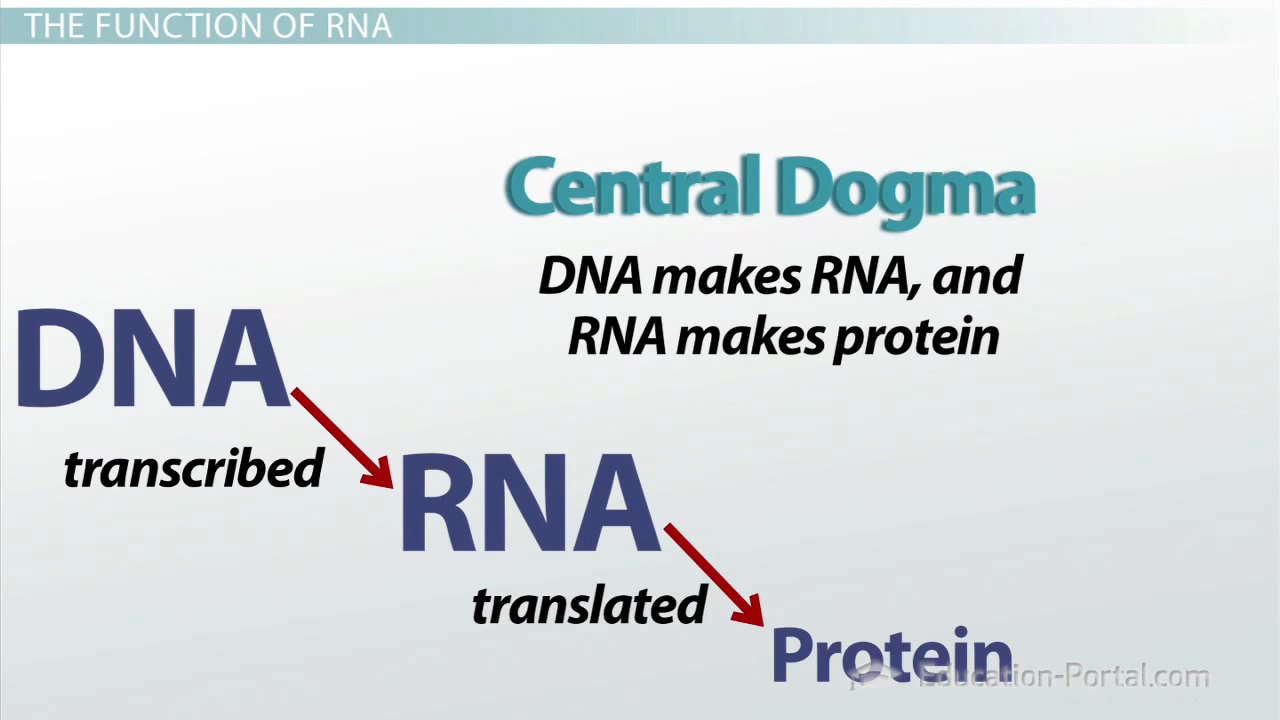 THE FUNCTION OF RNA
Central Dogma
DNA makes RNA, and
RNA makes protein
DNA
transcribed
RNA
translated
Protein
Education-Portal.com